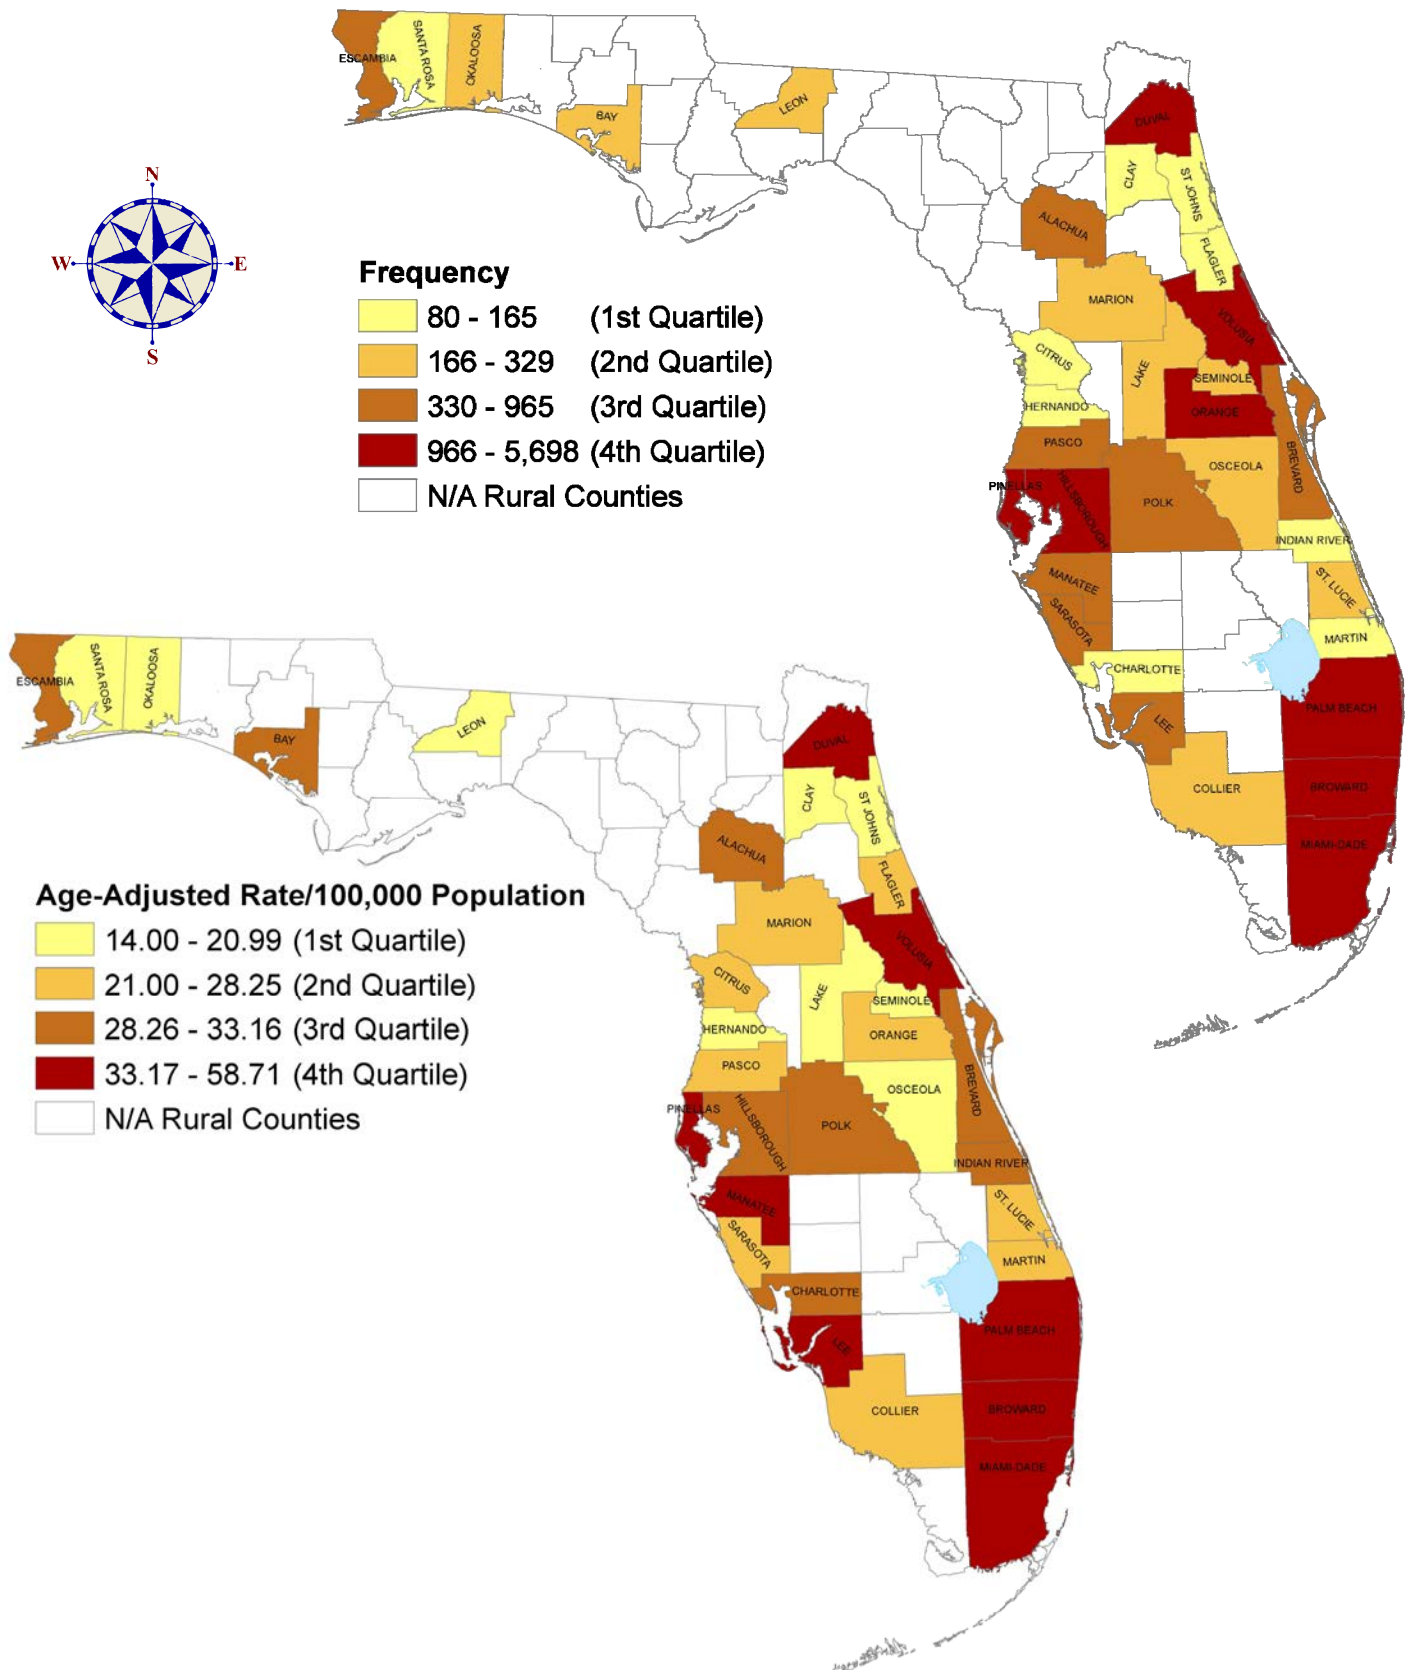 ESCAMBIA
SANTA ROSA
OKALOOSA
BAY
LEON
DUVAL
CLAY
ST JOHNS
FLAGLER
ALACHUA
MARION
VOLUSIA
CITRUS
LAKE
SEMINOLE
HERNANDO
ORANGE
PASCO
OSCEOLA
BREVARD
PINELLAS
HILLSBOROUGH
POLK
INDIAN RIVER
MANATEE
ST. LUCIE
SARASOTA
MARTIN
CHARLOTTE
PALM BEACH
LEE
COLLIER
BROWARD
MIAMI-DADE
N
W
E
S
Frequency
80 - 165 (1st Quartile)
166 - 329 (2nd Quartile)
330 - 965 (3rd Quartile)
966 - 5,698 (4th Quartile)
N/A Rural Counties
ESCAMBIA
SANTA ROSA
OKALOOSA
BAY
LEON
DUVAL
CLAY
ST JOHNS
ALACHUA
FLAGLER
MARION
VOLUSIA
CITRUS
LAKE
SEMINOLE
HERNANDO
ORANGE
PASCO
OSCEOLA
BREVARD
PINELLAS
HILLSBOROUGH
POLK
INDIAN RIVER
MANATEE
ST. LUCIE
SARASOTA
MARTIN
CHARLOTTE
PALM BEACH
LEE
COLLIER
BROWARD
MIAMI-DADE
Age-Adjusted Rate/100,000 Population
14.00 - 20.99 (1st Quartile)
21.00 - 28.25 (2nd Quartile)
28.26 - 33.16 (3rd Quartile)
33.17 - 58.71 (4th Quartile)
N/A Rural Counties